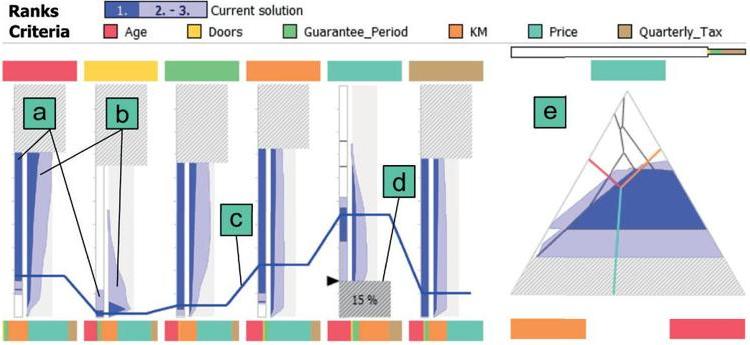 Ranks 1. 2. - 3. Current solution
Criteria Age Doors Guarantee_Period KM Price Quarterly_Tax
a b e
d
c
15 %